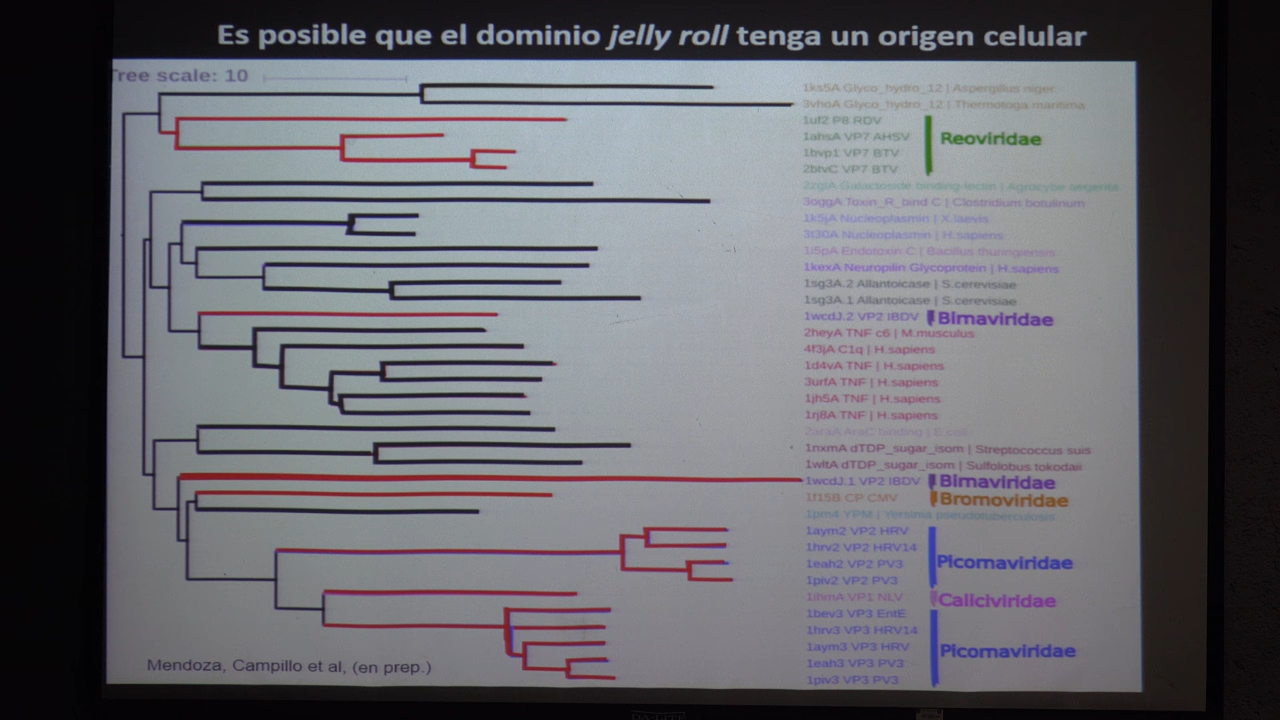 Es posible que el dominio jelly roll tenga un origen celular
Tree scale: 10
1ks5A Glyco_hydro_12 | Aspergillus niger
3vhoA Glyco_hydro_12 | Thermotoga maritima
1uf2 P8 RDV
1ahsA VP7 AHSV
Reoviridae
1bvp1 VP7 BTV
2btvC VP7 BTV
2zglA Galactoside binding lectin | Agrocybe aegerita
3oggA Toxin_R_bind C | Clostridium botulinum
1k5jA Nucleoplasmin | X.laevis
3t30A Nucleoplasmin | H.sapiens
1i5pA Endotoxin C | Bacillus thuringiensis
1kexA Neuropilin Glycoprotein | H.sapiens
1sg3A.2 Allantoicase | S.cerevisiae
1sg3A.1 Allantoicase | S.cerevisiae
1wcdJ.2 VP2 IBDV Birnaviridae
2heyA TNF c6 | M.musculus
4f3jA C1q | H.sapiens
1d4vA TNF | H.sapiens
3urfA TNF | H.sapiens
1jh5A TNF | H.sapiens
1rj8A TNF | H.sapiens
2araA AraC binding | E.coli
1nxmA dTDP_sugar_isom | Streptococcus suis
1wltA dTDP_sugar_isom | Sulfolobus tokodaii
1wcdJ.1 VP2 IBDV Birnaviridae
1f15B CP CMV Bromoviridae
1pm4 YPM | Yersinia pseudotuberculosis
1aym2 VP2 HRV
1hrv2 VP2 HRV14
1eah2 VP2 PV3 Picornaviridae
1piv2 VP2 PV3
1ihmA VP1 NLV Caliciviridae
1bev3 VP3 EntE
1hrv3 VP3 HRV14
1aym3 VP3 HRV Picornaviridae
1eah3 VP3 PV3
1piv3 VP3 PV3
Mendoza, Campillo et al, (en prep.)